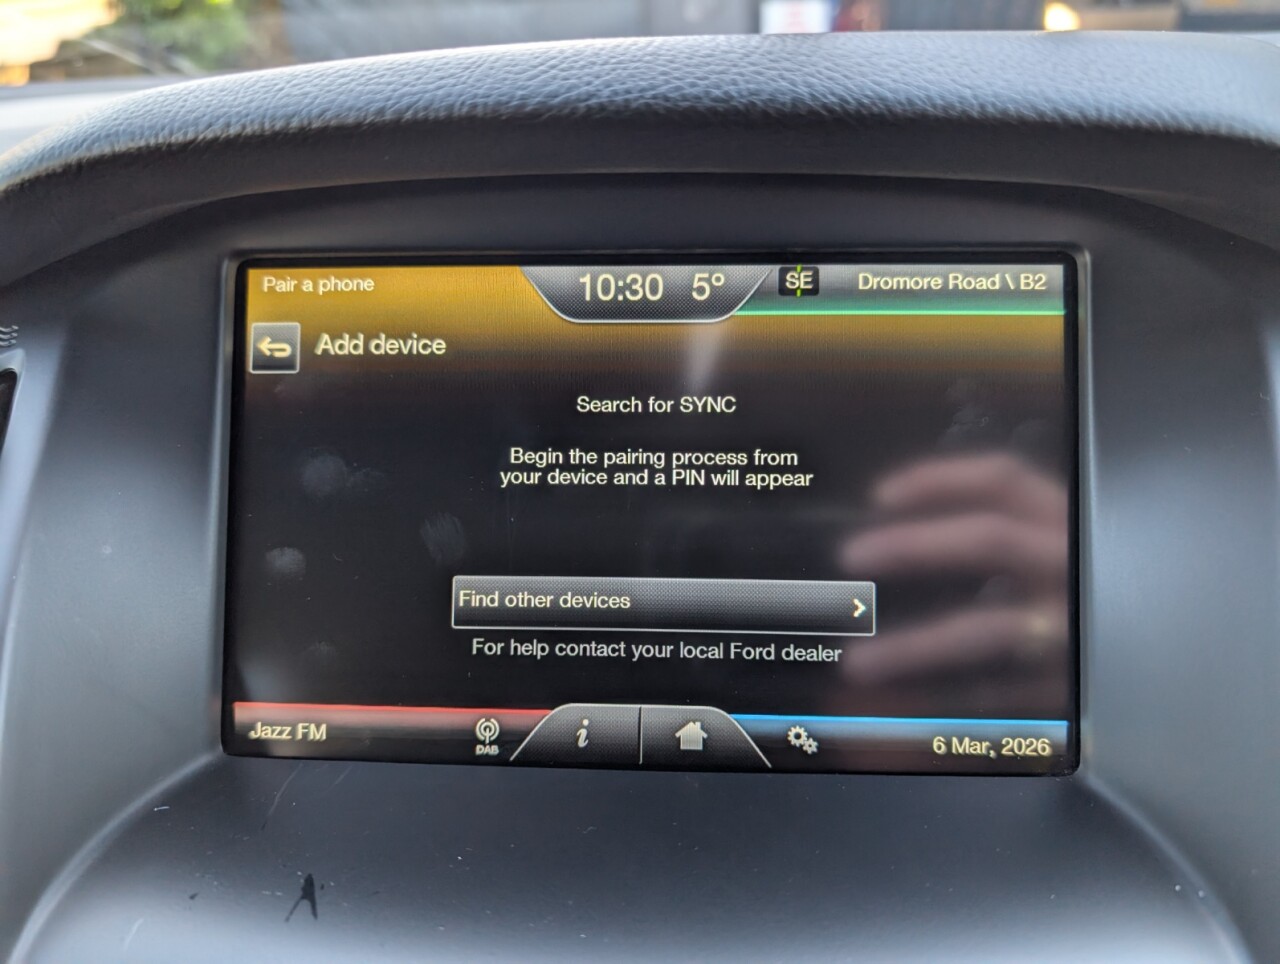 Pair a phone
10:30 5°
SE
Dromore Road \ B2
Add device
Search for SYNC
Begin the pairing process from
your device and a PIN will appear
Find other devices
For help contact your local Ford dealer
Jazz FM
DAB
i
6 Mar, 2026